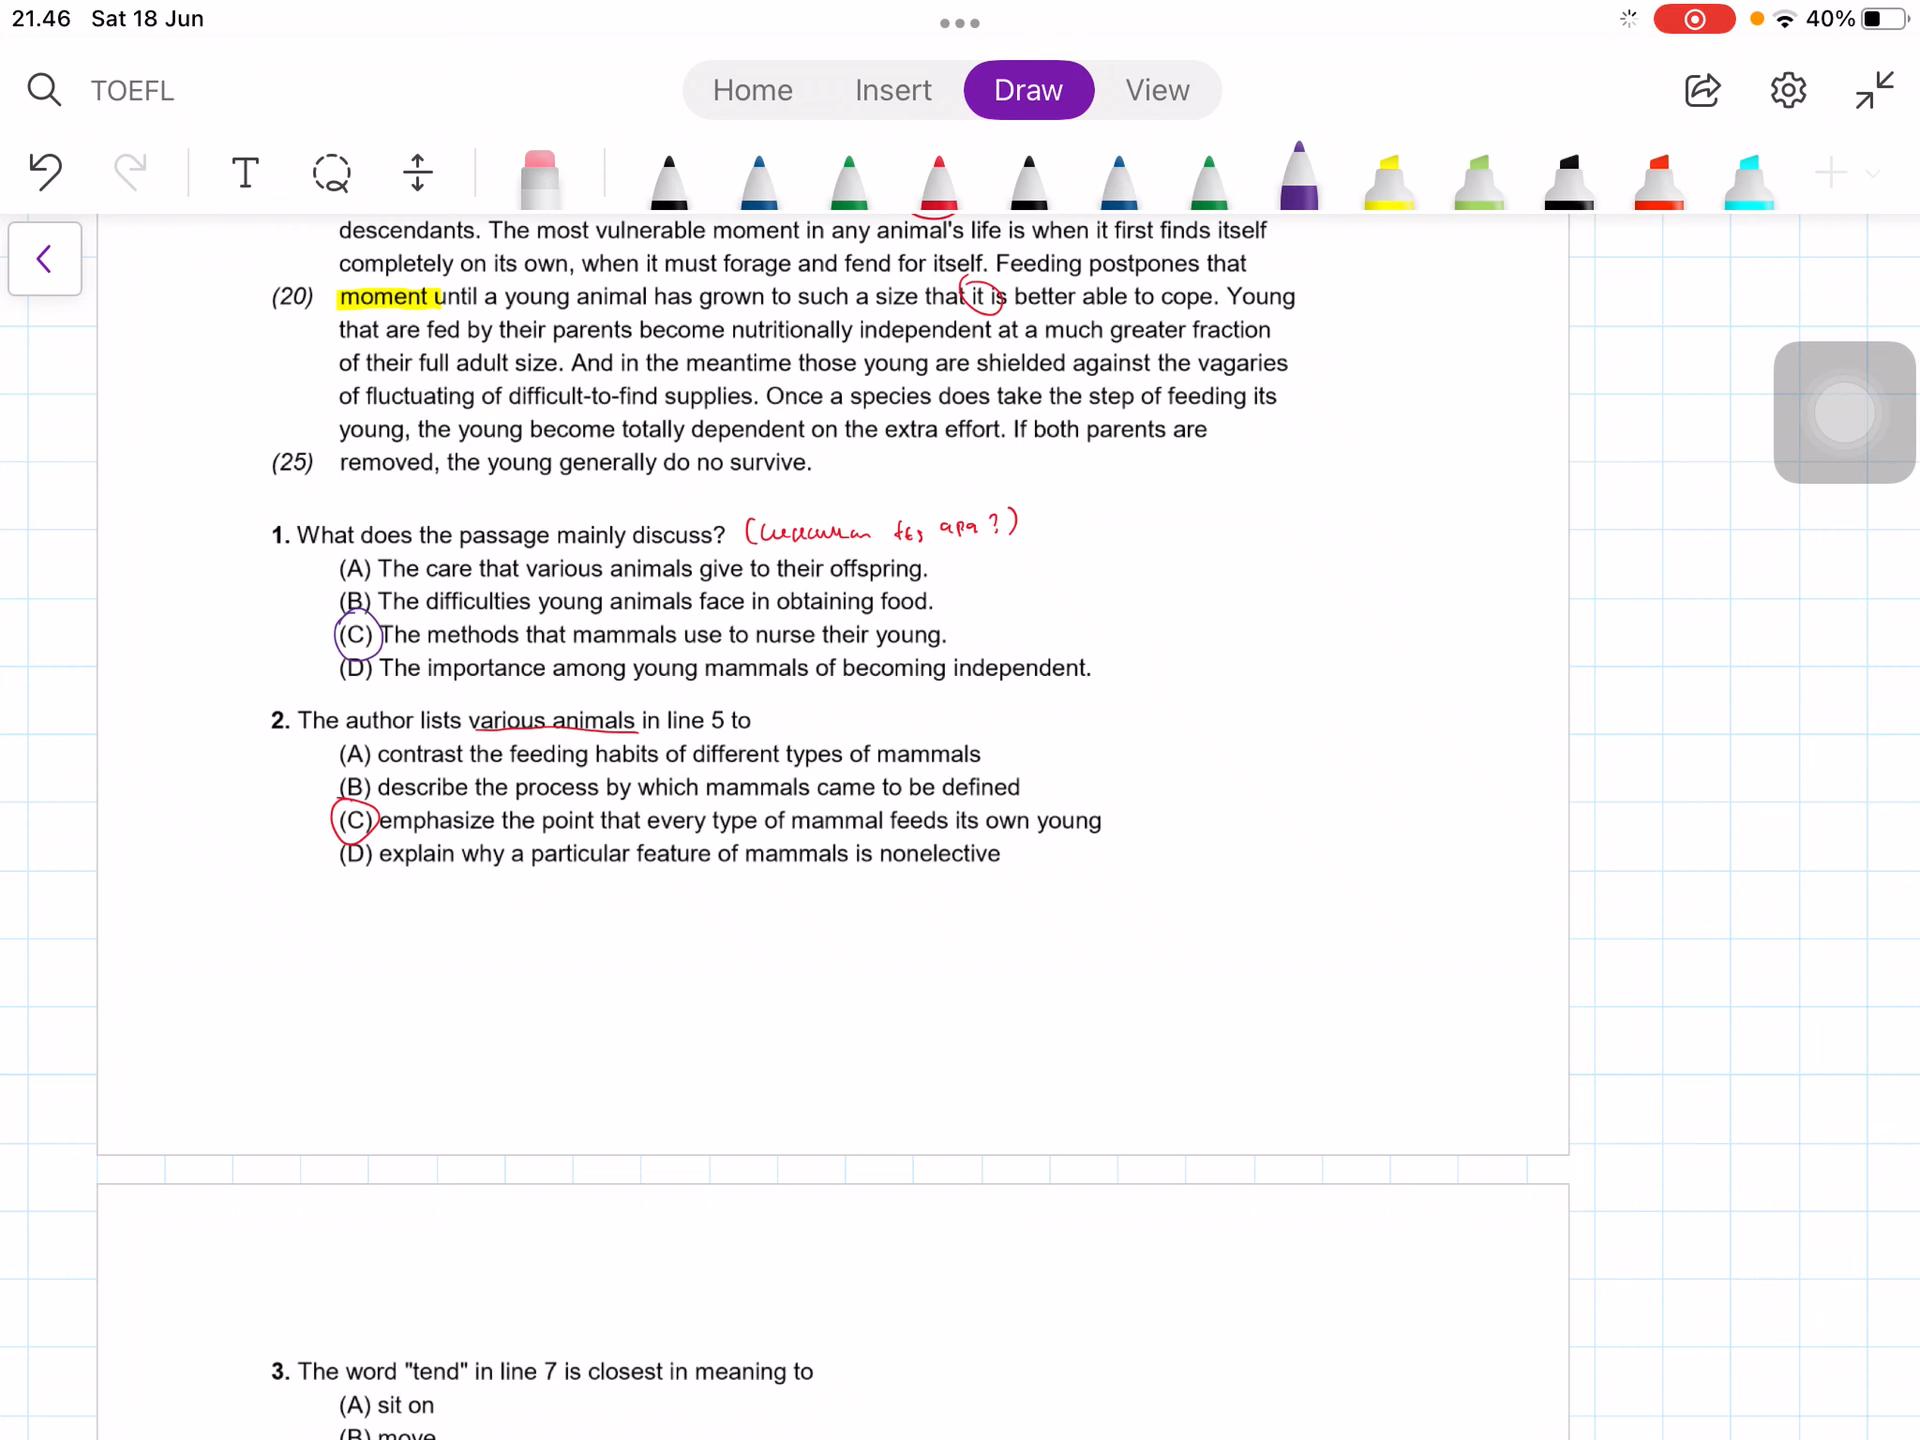 21.46 Sat 18 Jun
40%
TOEFL
Home Insert Draw View
T
descendants. The most vulnerable moment in any animal's life is when it first finds itself
completely on its own, when it must forage and fend for itself. Feeding postpones that
(20) moment until a young animal has grown to such a size that it is better able to cope. Young
that are fed by their parents become nutritionally independent at a much greater fraction
of their full adult size. And in the meantime those young are shielded against the vagaries
of fluctuating of difficult-to-find supplies. Once a species does take the step of feeding its
young, the young become totally dependent on the extra effort. If both parents are
(25) removed, the young generally do no survive.
1. What does the passage mainly discuss? ( apa?)
(A) The care that various animals give to their offspring.
(B) The difficulties young animals face in obtaining food.
(C) The methods that mammals use to nurse their young.
(D) The importance among young mammals of becoming independent.
2. The author lists various animals in line 5 to
(A) contrast the feeding habits of different types of mammals
(B) describe the process by which mammals came to be defined
(C) emphasize the point that every type of mammal feeds its own young
(D) explain why a particular feature of mammals is nonelective
3. The word "tend" in line 7 is closest in meaning to
(A) sit on
(B) move